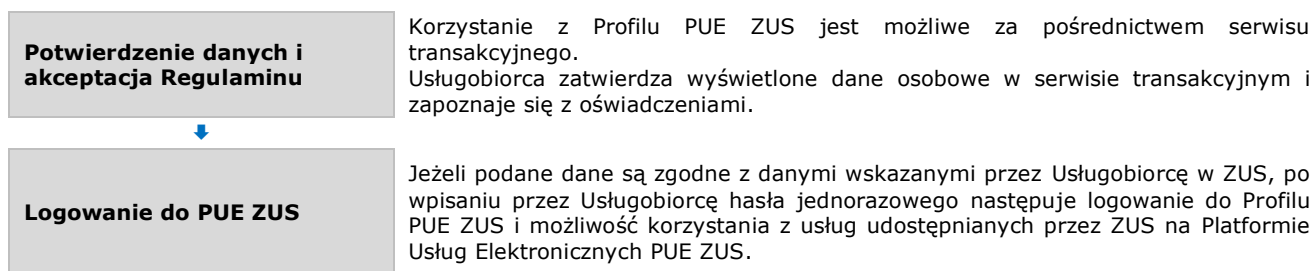 Potwierdzenie danych i
akceptacja Regulaminu
Korzystanie z Profilu PUE ZUS jest możliwe za pośrednictwem serwisu
transakcyjnego.
Usługobiorca zatwierdza wyświetlone dane osobowe w serwisie transakcyjnym i
zapoznaje się z oświadczeniami.
Logowanie do PUE ZUS
Jeżeli podane dane są zgodne z danymi wskazanymi przez Usługobiorcę w ZUS, po
wpisaniu przez Usługobiorcę hasła jednorazowego następuje logowanie do Profilu
PUE ZUS i możliwość korzystania z usług udostępnianych przez ZUS na Platformie
Usług Elektronicznych PUE ZUS.